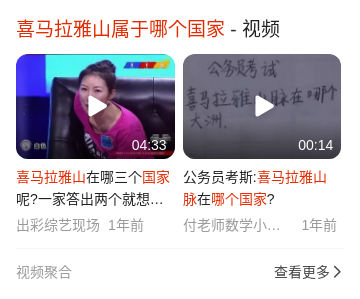 喜马拉雅山属于哪个国家 - 视频
公务员考试
喜马拉雅山脉在哪个
大洲.
04:33
00:14
喜马拉雅山在哪三个国家
呢?一家答出两个就想…
出彩综艺现场 1年前
公务员考斯:喜马拉雅山
脉在哪个国家?
付老师数学小… 1年前
视频聚合
查看更多